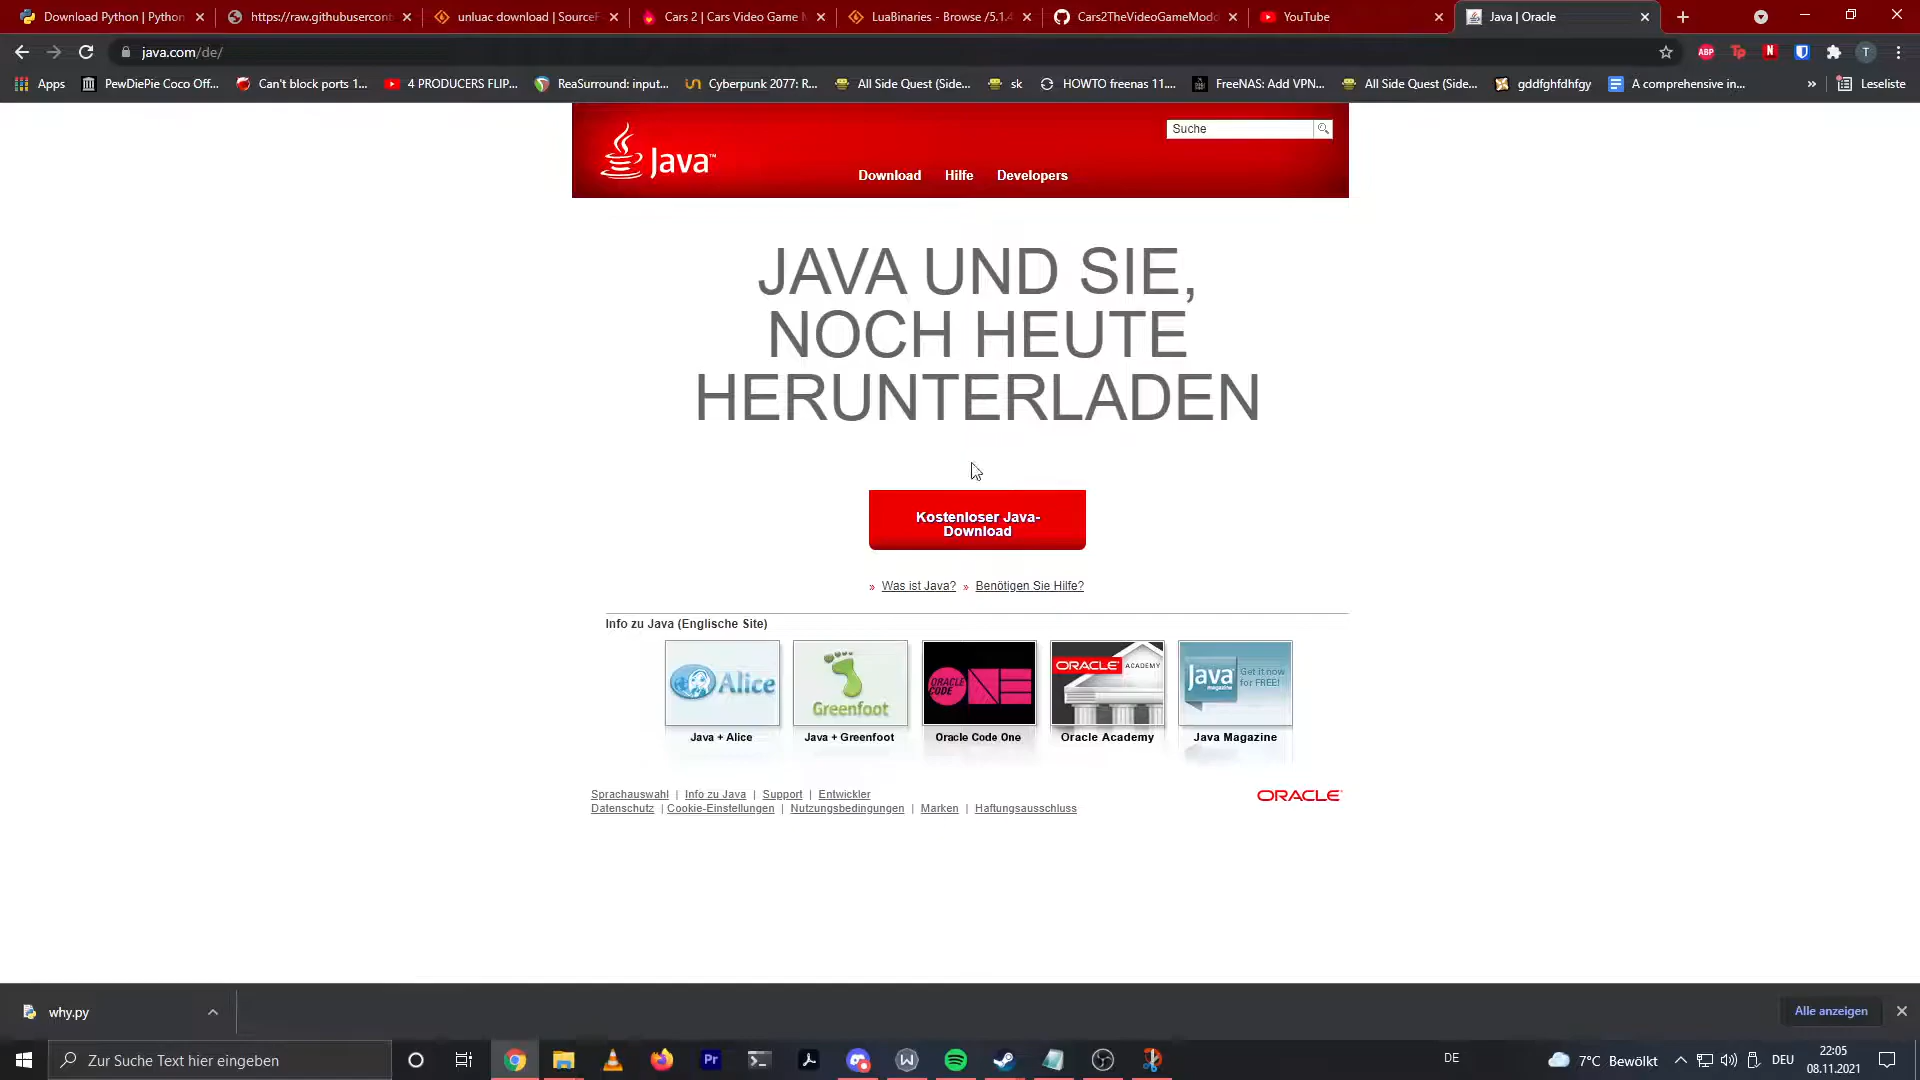 Download Python | Python
https://raw.githubusercont
unluac download | SourceF
Cars 2 | Cars Video Game
LuaBinaries - Browse /5.1.4
Cars2TheVideoGameModd
YouTube
Java | Oracle
java.com/de/
Apps
PewDiePie Coco Off...
Can't block ports 1...
4 PRODUCERS FLIP...
ReaSurround: input...
Cyberpunk 2077: R...
All Side Quest (Side...
sk
HOWTO freenas 11....
FreeNAS: Add VPN...
All Side Quest (Side...
gddfghfdhfgy
A comprehensive in...
»
Leseliste
Suche
Java™
Download Hilfe Developers
JAVA UND SIE,
NOCH HEUTE
HERUNTERLADEN
Kostenloser Java-
Download
» Was ist Java? » Benötigen Sie Hilfe?
Info zu Java (Englische Site)
Alice
Greenfoot
ORACLE CODE ONE
ORACLE ACADEMY
Java magazine Get it now for FREE!
Java + Alice
Java + Greenfoot
Oracle Code One
Oracle Academy
Java Magazine
Sprachauswahl | Info zu Java | Support | Entwickler
Datenschutz | Cookie-Einstellungen | Nutzungsbedingungen | Marken | Haftungsausschluss
ORACLE
why.py
Alle anzeigen
Zur Suche Text hier eingeben
DE
7°C Bewölkt
DEU
22:05
08.11.2021